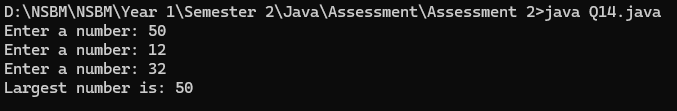 D:\NSBM\NSBM\Year 1\Semester 2\Java\Assessment\Assessment 2>java Q14.java
Enter a number: 50
Enter a number: 12
Enter a number: 32
Largest number is: 50